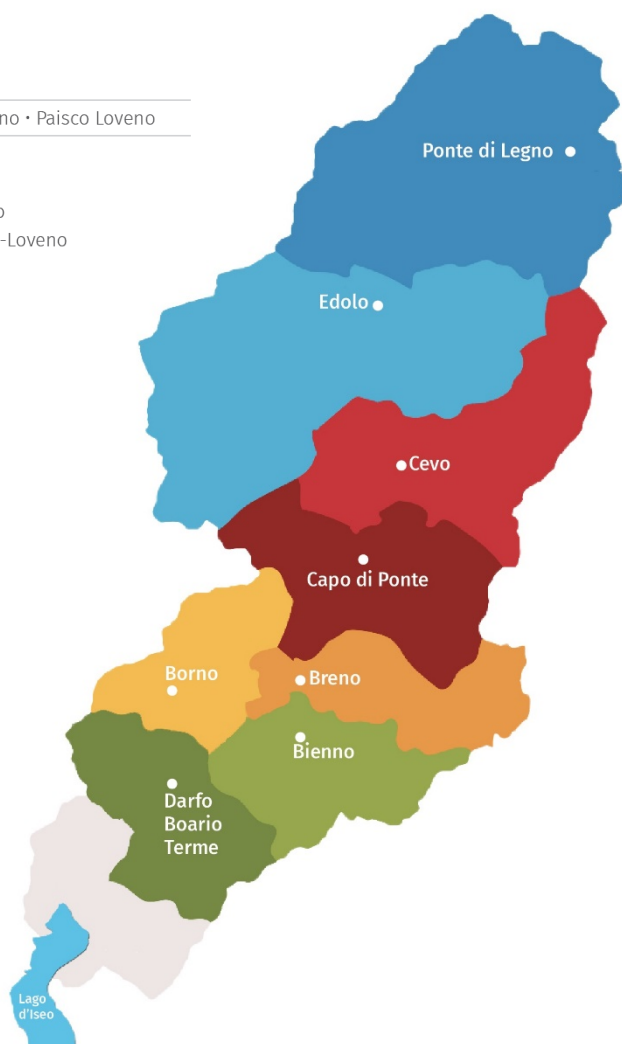 no • Paisco Loveno
-Loveno
Ponte di Legno
Edolo
Cevo
Capo di Ponte
Borno
Breno
Bienno
Darfo
Boario
Terme
Lago
d'Iseo